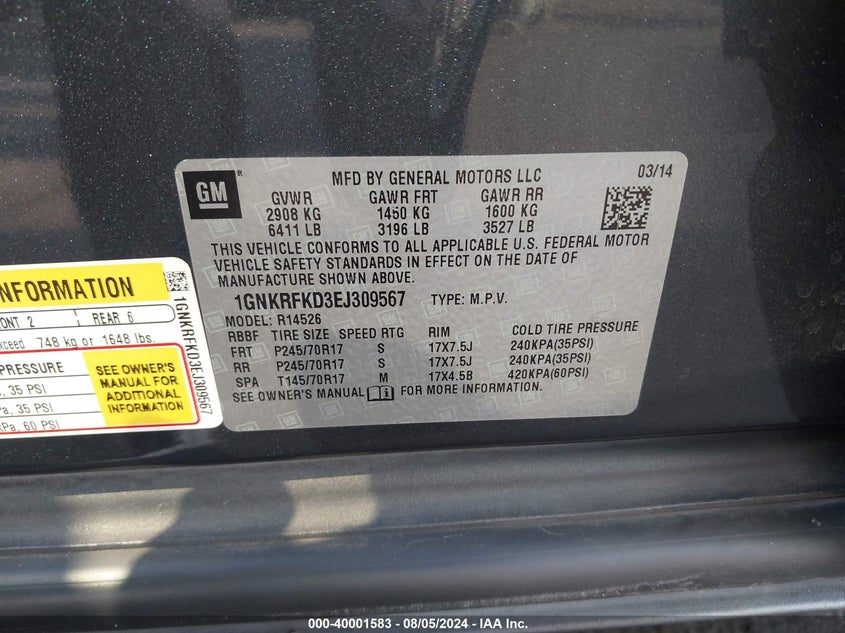 GM
MFD BY GENERAL MOTORS LLC
03/14
GVWR GAWR FRT GAWR RR
2908 KG 1450 KG 1600 KG
6411 LB 3196 LB 3527 LB
THIS VEHICLE CONFORMS TO ALL APPLICABLE U.S. FEDERAL MOTOR
VEHICLE SAFETY STANDARDS IN EFFECT ON THE DATE OF
MANUFACTURE SHOWN ABOVE.
1GNKRFKD3EJ309567 TYPE: M.P.V.
MODEL: R14526
RBBF TIRE SIZE SPEED RTG RIM COLD TIRE PRESSURE
FRT P245/70R17 S 17X7.5J 240KPA(35PSI)
RR P245/70R17 S 17X7.5J 240KPA(35PSI)
SPA T145/70R17 M 17X4.5B 420KPA(60PSI)
SEE OWNER'S MANUAL FOR MORE INFORMATION.
INFORMATION
ONT 2 REAR 6
xceed 748 kg or 1648 lbs.
PRESSURE
, 35 PSI
Pa, 35 PSI
kPa, 60 PSI
SEE OWNER'S
MANUAL FOR
ADDITIONAL
INFORMATION
1GNKRFKD3EJ309567
000-40001583 - 08/05/2024 - IAA Inc.